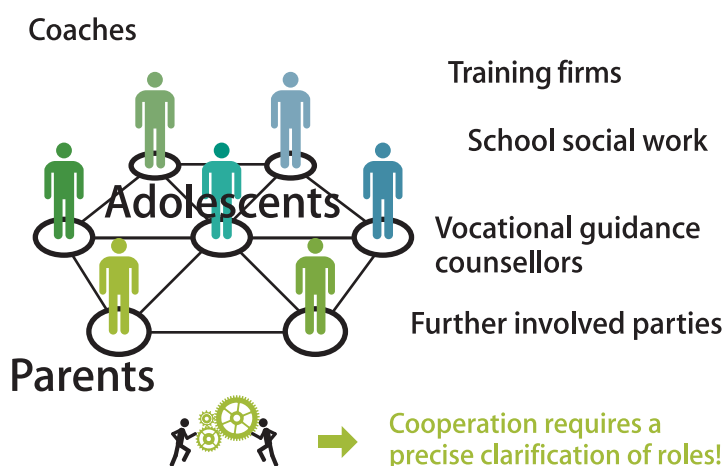 Coaches
Training firms
School social work
Adolescents
Vocational guidance
counsellors
Further involved parties
Parents
Cooperation requires a
precise clarification of roles!